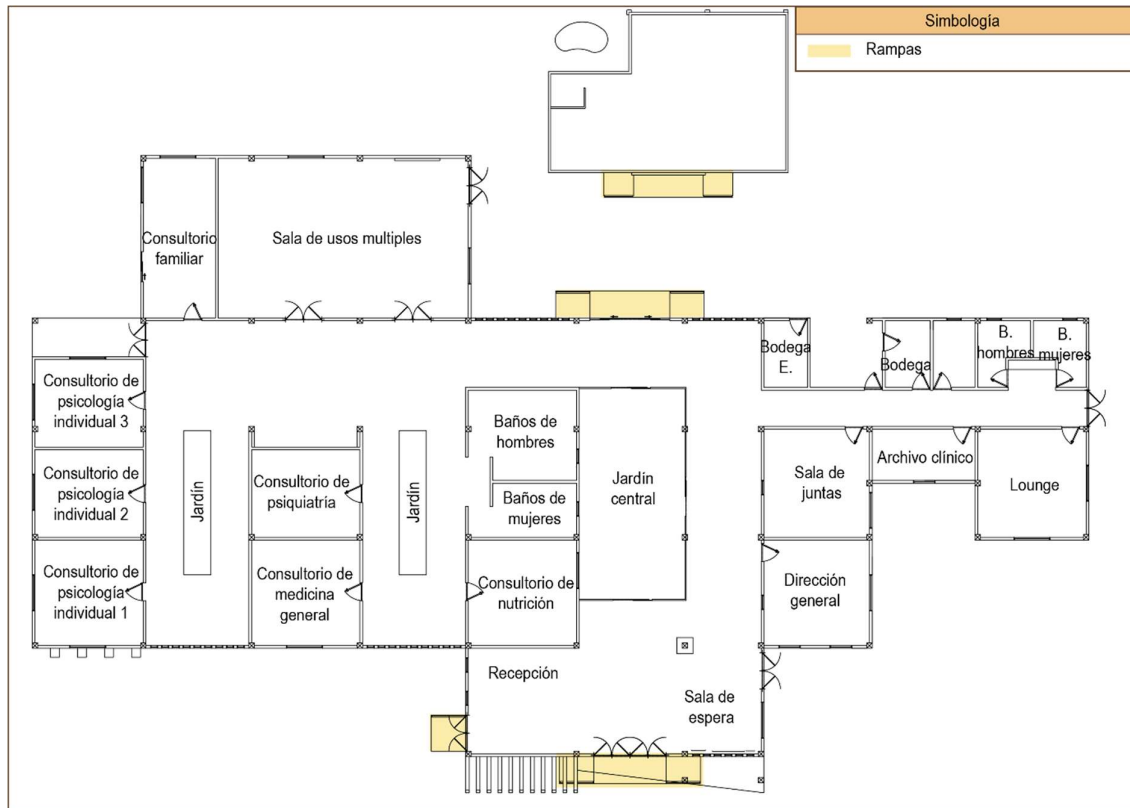 Simbología
Rampas
Consultorio
familiar
Sala de usos multiples
Bodega
E.
Bodega
B.
hombres
B.
mujeres
Consultorio de
psicología
individual 3
Baños de
hombres
Jardín
central
Sala de
juntas
Archivo clínico
Lounge
Jardín
Consultorio de
psiquiatría
Jardín
Consultorio de
psicología
individual 2
Baños de
mujeres
Consultorio de
psicología
individual 1
Consultorio de
medicina
general
Consultorio de
nutrición
Dirección
general
Recepción
Sala de
espera